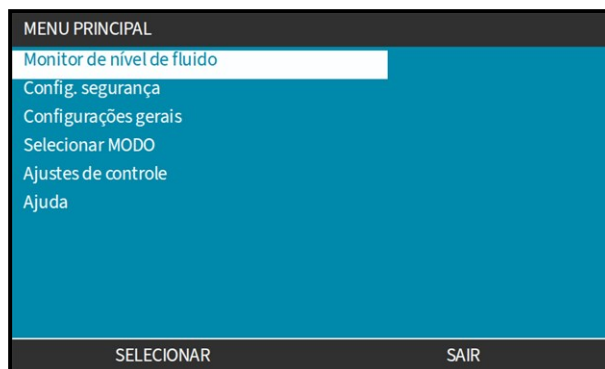 MENU PRINCIPAL
Monitor de nível de fluido
Config. segurança
Configurações gerais
Selecionar MODO
Ajustes de controle
Ajuda
SELECIONAR SAIR